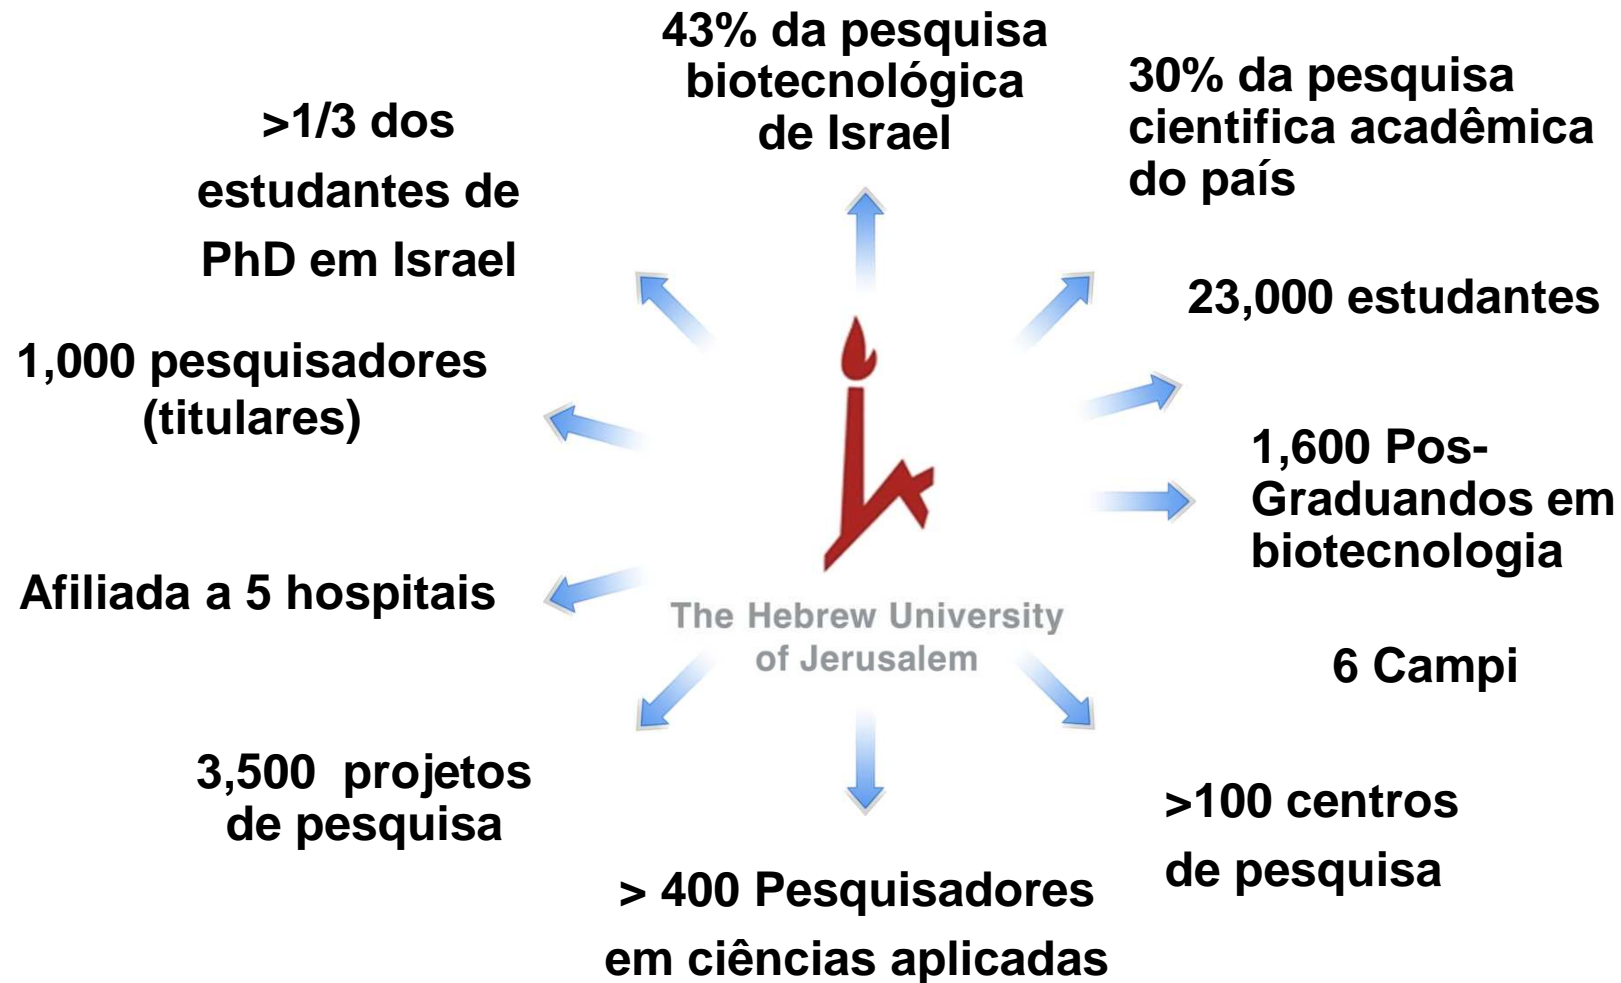 43% da pesquisa
biotecnológica
de Israel
30% da pesquisa
cientifica acadêmica
do país
>1/3 dos
estudantes de
PhD em Israel
23,000 estudantes
1,000 pesquisadores
(titulares)
1,600 Pos-
Graduandos em
biotecnologia
Afiliada a 5 hospitais
The Hebrew University
of Jerusalem
6 Campi
3,500 projetos
de pesquisa
>100 centros
de pesquisa
> 400 Pesquisadores
em ciências aplicadas